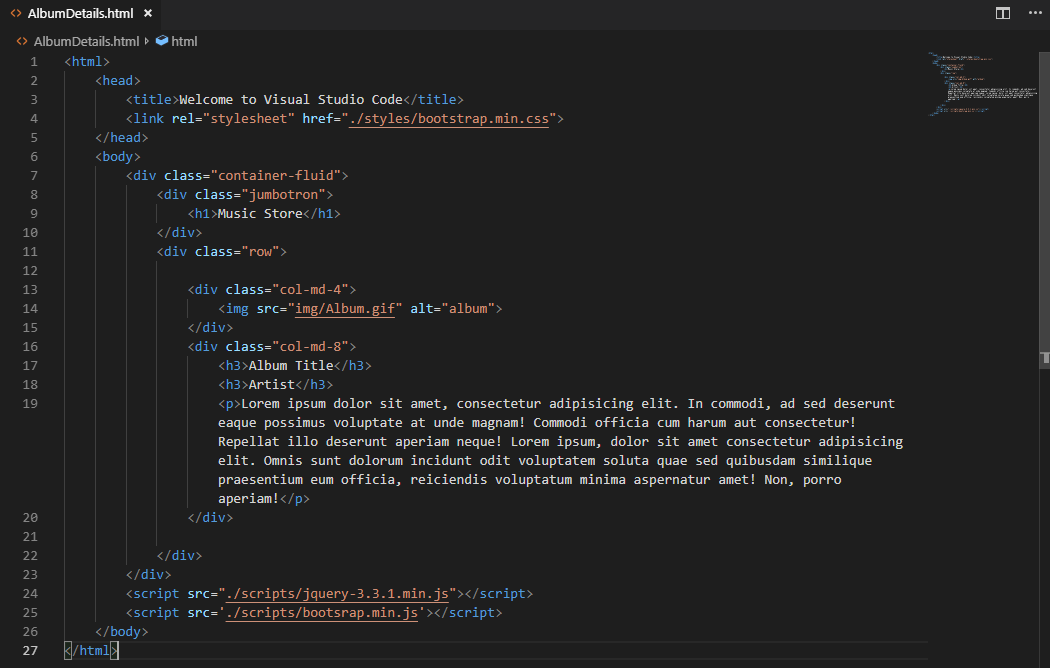 AlbumDetails.html
AlbumDetails.html html
1 <html>
2 <head>
3 <title>Welcome to Visual Studio Code</title>
4 <link rel="stylesheet" href="./styles/bootstrap.min.css">
5 </head>
6 <body>
7 <div class="container-fluid">
8 <div class="jumbotron">
9 <h1>Music Store</h1>
10 </div>
11 <div class="row">
12
13 <div class="col-md-4">
14 <img src="img/Album.gif" alt="album">
15 </div>
16 <div class="col-md-8">
17 <h3>Album Title</h3>
18 <h3>Artist</h3>
19 <p>Lorem ipsum dolor sit amet, consectetur adipisicing elit. In commodi, ad sed deserunt
eaque possimus voluptate at unde magnam! Commodi officia cum harum aut consectetur!
Repellat illo deserunt aperiam neque! Lorem ipsum, dolor sit amet consectetur adipisicing
elit. Omnis sunt dolorum incidunt odit voluptatem soluta quae sed quibusdam similique
praesentium eum officia, reiciendis voluptatum minima aspernatur amet! Non, porro
aperiam!</p>
20 </div>
21
22 </div>
23 </div>
24 <script src="./scripts/jquery-3.3.1.min.js"></script>
25 <script src='./scripts/bootsrap.min.js'></script>
26 </body>
27 </html>